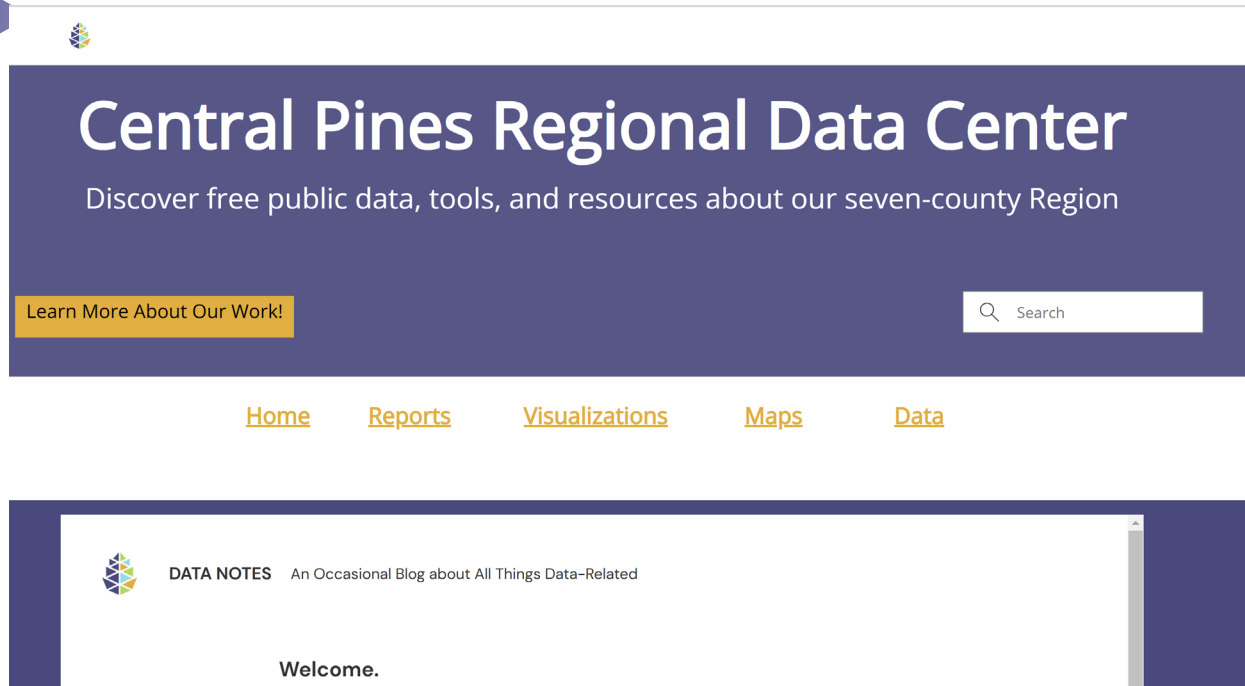 Central Pines Regional Data Center
Discover free public data, tools, and resources about our seven-county Region
Learn More About Our Work!
Search
Home Reports Visualizations Maps Data
DATA NOTES An Occasional Blog about All Things Data-Related
Welcome.